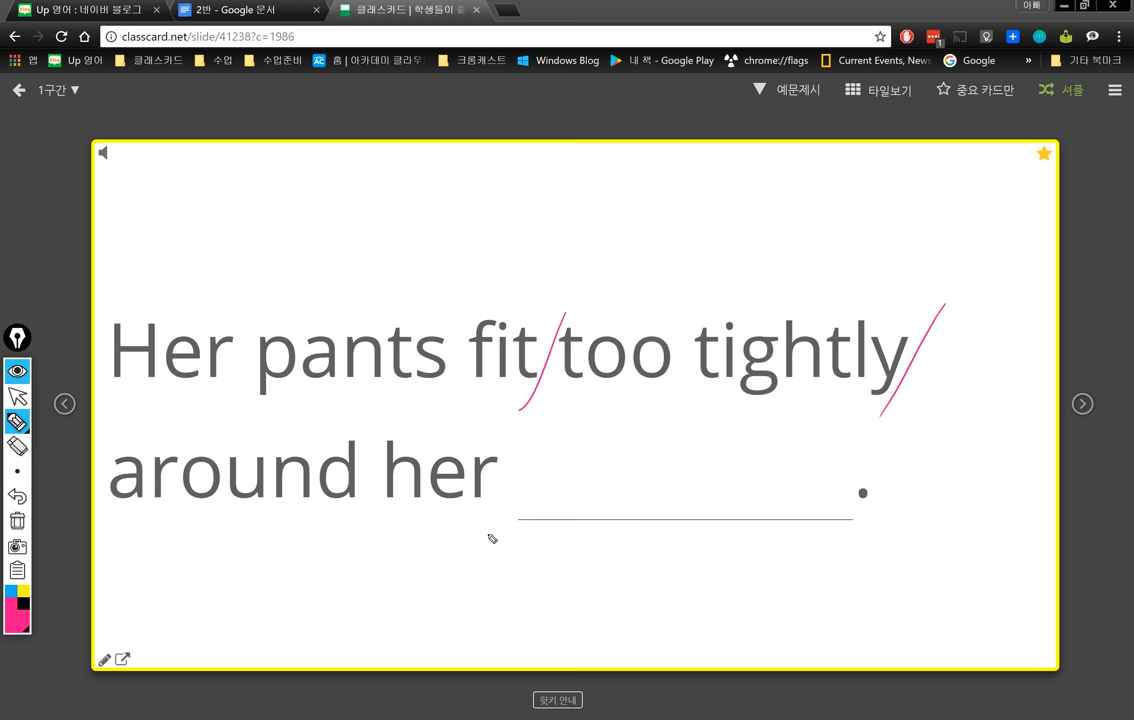 Up 영어 : 네이버 블로그
2반 - Google 문서
클래스카드 | 학생들이
아빠
classcard.net/slide/41238?c=1986
앱 Up 영어 클래스카드 수업 수업준비 홈 | 아카데미 클라우 크롬캐스트 Windows Blog 내 책 - Google Play chrome://flags Current Events, News Google » 기타 북마크
1구간 ▼ ▼ 예문제시 타일보기 중요 카드만 셔플
Her pants fit too tightly
around her ____ .
핫키 안내